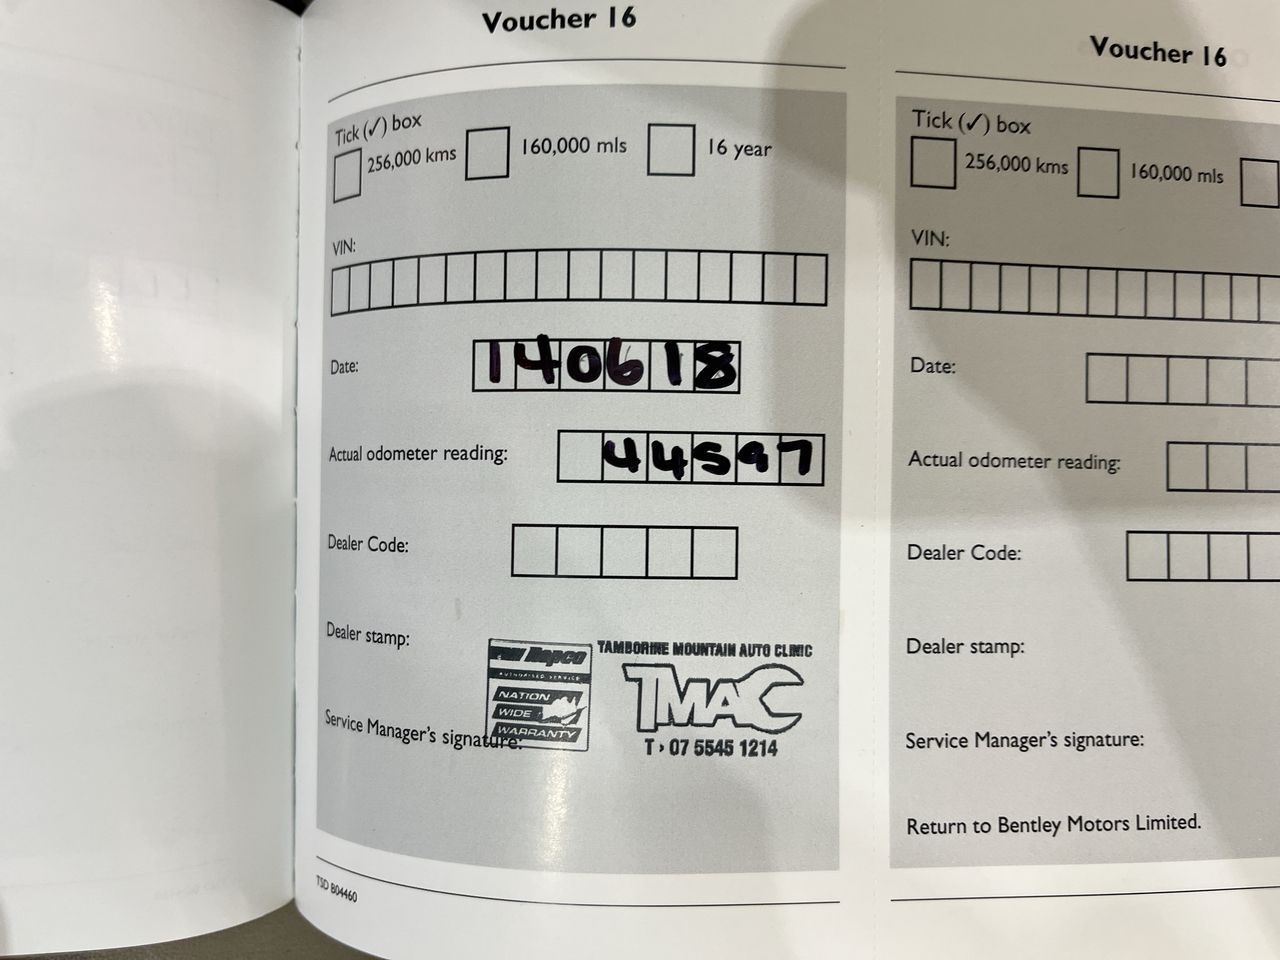 Voucher 16
Tick (✓) box
256,000 kms
160,000 mls
16 year
VIN:
Date: 140618
Actual odometer reading: 44597
Dealer Code:
Dealer stamp:
Repco
AUTHORISED SERVICE
NATION
WIDE
WARRANTY
TAMBORINE MOUNTAIN AUTO CLINIC
TMAC
T › 07 5545 1214
Service Manager's signature:
TSD B04460
Voucher 16
Tick (✓) box
256,000 kms
160,000 mls
VIN:
Date:
Actual odometer reading:
Dealer Code:
Dealer stamp:
Service Manager's signature:
Return to Bentley Motors Limited.